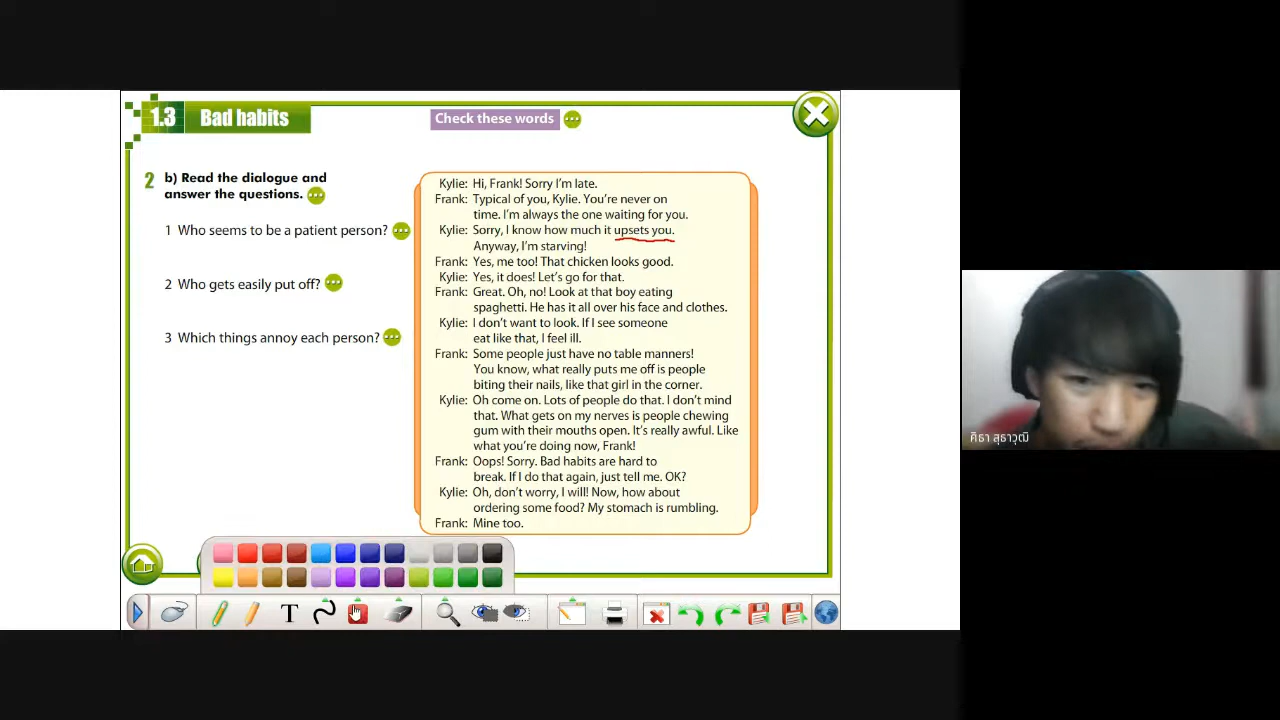 1.3 Bad habits
Check these words
2 b) Read the dialogue and
answer the questions.
1 Who seems to be a patient person?
2 Who gets easily put off?
3 Which things annoy each person?
Kylie: Hi, Frank! Sorry I'm late.
Frank: Typical of you, Kylie. You're never on
time. I'm always the one waiting for you.
Kylie: Sorry, I know how much it upsets you.
Anyway, I'm starving!
Frank: Yes, me too! That chicken looks good.
Kylie: Yes, it does! Let's go for that.
Frank: Great. Oh, no! Look at that boy eating
spaghetti. He has it all over his face and clothes.
Kylie: I don't want to look. If I see someone
eat like that, I feel ill.
Frank: Some people just have no table manners!
You know, what really puts me off is people
biting their nails, like that girl in the corner.
Kylie: Oh come on. Lots of people do that. I don't mind
that. What gets on my nerves is people chewing
gum with their mouths open. It's really awful. Like
what you're doing now, Frank!
Frank: Oops! Sorry. Bad habits are hard to
break. If I do that again, just tell me. OK?
Kylie: Oh, don't worry, I will! Now, how about
ordering some food? My stomach is rumbling.
Frank: Mine too.
T
ศิธา สุธาวุฒิ